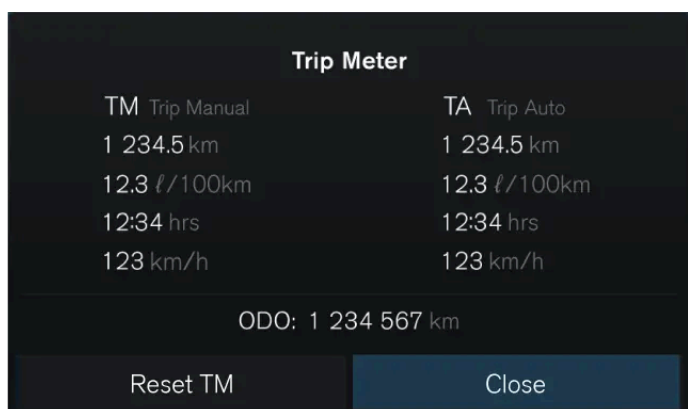 Trip Meter
TM Trip Manual
1 234.5 km
12.3 ℓ/100km
12:34 hrs
123 km/h
TA Trip Auto
1 234.5 km
12.3 ℓ/100km
12:34 hrs
123 km/h
ODO: 1 234 567 km
Reset TM
Close